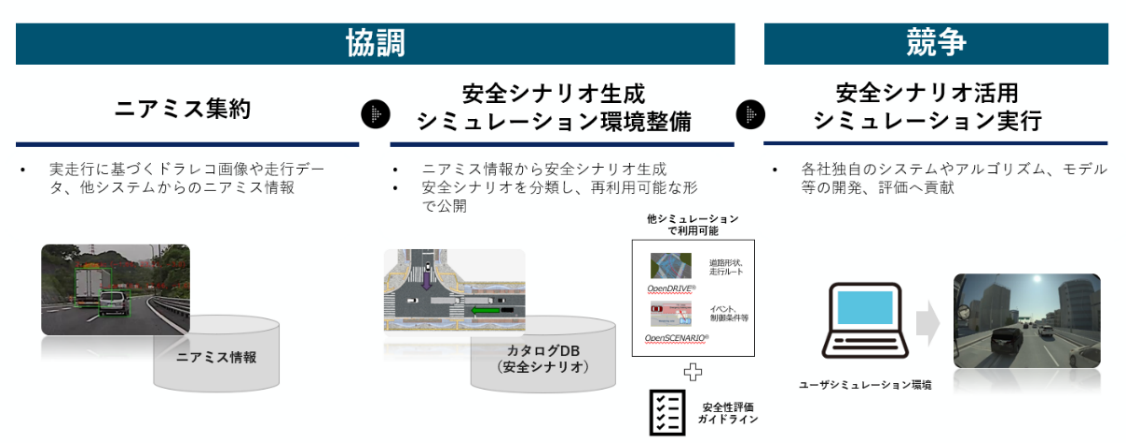 協調
競争
ニアミス集約
安全シナリオ生成
シミュレーション環境整備
安全シナリオ活用
シミュレーション実行
• 実走行に基づくドラレコ画像や走行デー
タ、他システムからのニアミス情報
• ニアミス情報から安全シナリオ生成
• 安全シナリオを分類し、再利用可能な形
で公開
• 各社独自のシステムやアルゴリズム、モデル
等の開発、評価へ貢献
ニアミス情報
カタログDB
（安全シナリオ）
他シミュレーション
で利用可能
道路形状、
走行ルート
OpenDRIVE®
イベント、
制御条件等
OpenSCENARIO®
安全性評価
ガイドライン
ユーザシミュレーション環境